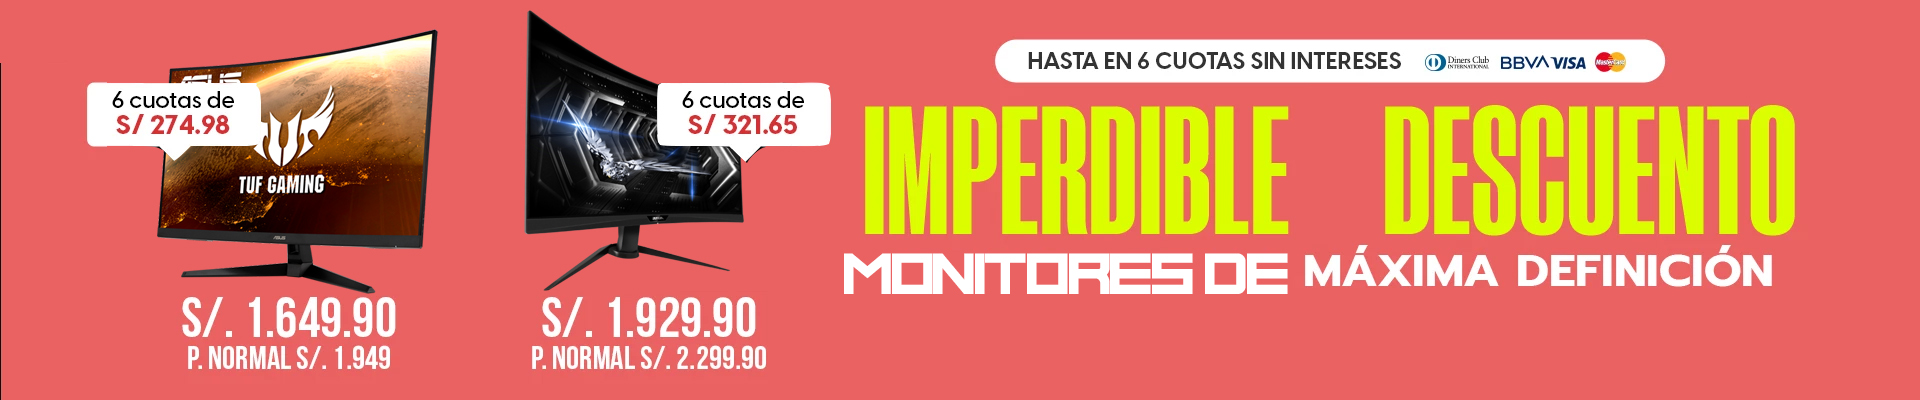 HASTA EN 6 CUOTAS SIN INTERESES Diners Club INTERNATIONAL BBVA VISA MasterCard
IMPERDIBLE DESCUENTO
MONITORES DE MÁXIMA DEFINICIÓN
ASUS
6 cuotas de
S/ 274.98
TUF GAMING
ASUS
S/. 1.649.90
P. NORMAL S/. 1.949
6 cuotas de
S/ 321.65
S/. 1.929.90
P. NORMAL S/. 2.299.90